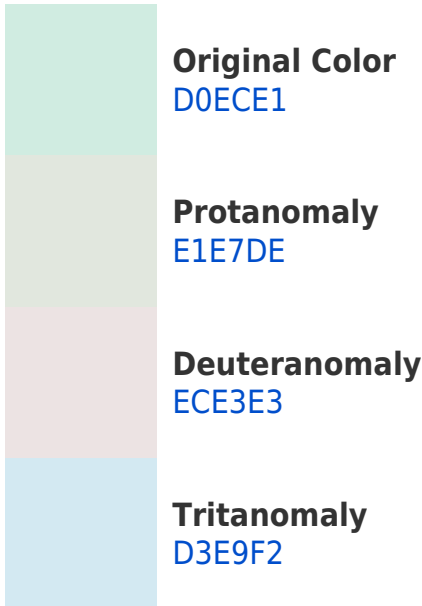 Original Color
D0ECE1
Protanomaly
E1E7DE
Deuteranomaly
ECE3E3
Tritanomaly
D3E9F2